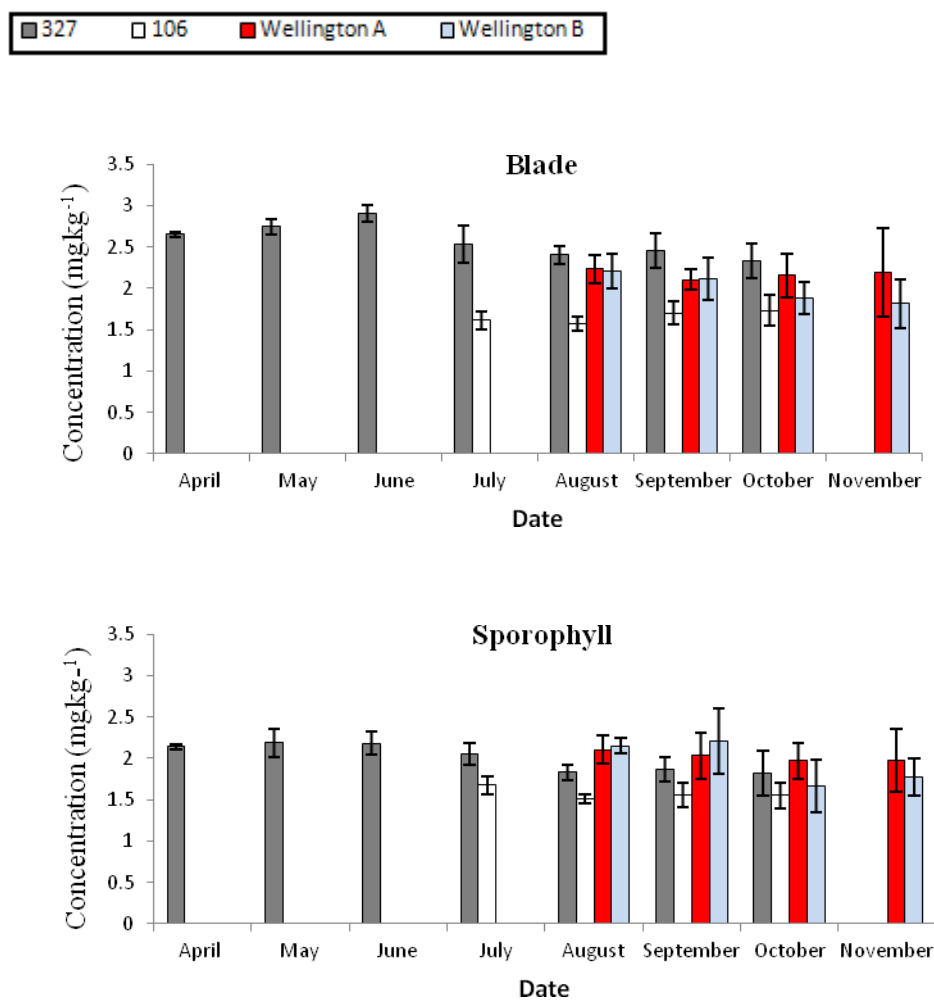 327 106 Wellington A Wellington B
Blade
Concentration (mgkg-1)
3.5
3
2.5
2
1.5
1
0.5
0
April May June July August September October November
Date
Sporophyll
Concentration (mgkg-1)
3.5
3
2.5
2
1.5
1
0.5
0
April May June July August September October November
Date